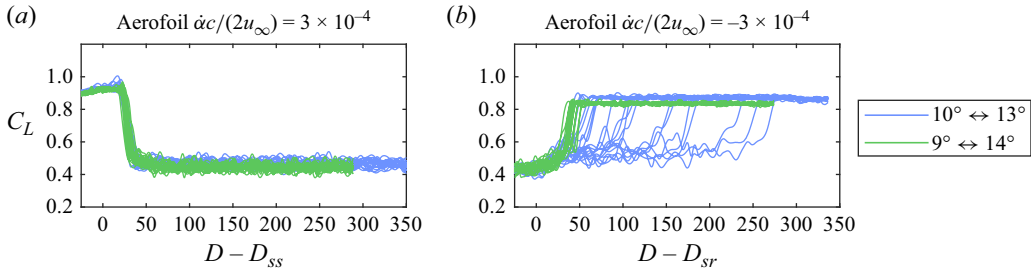 (a) Aerofoil α̇c/(2u∞) = 3 × 10⁻⁴
C_L
1.0
0.8
0.6
0.4
0.2
0 50 100 150 200 250 300 350
D – D_ss
(b) Aerofoil α̇c/(2u∞) = –3 × 10⁻⁴
1.0
0.8
0.6
0.4
0.2
0 50 100 150 200 250 300 350
D – D_sr
10° ↔ 13°
9° ↔ 14°